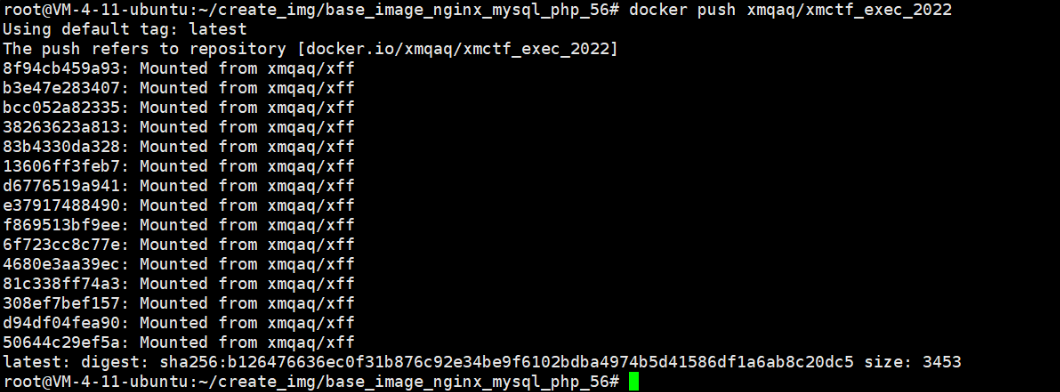 root@VM-4-11-ubuntu:~/create_img/base_image_nginx_mysql_php_56# docker push xmqaq/xmctf_exec_2022
Using default tag: latest
The push refers to repository [docker.io/xmqaq/xmctf_exec_2022]
8f94cb459a93: Mounted from xmqaq/xff
b3e47e283407: Mounted from xmqaq/xff
bcc052a82335: Mounted from xmqaq/xff
38263623a813: Mounted from xmqaq/xff
83b4330da328: Mounted from xmqaq/xff
13606ff3feb7: Mounted from xmqaq/xff
d6776519a941: Mounted from xmqaq/xff
e37917488490: Mounted from xmqaq/xff
f869513bf9ee: Mounted from xmqaq/xff
6f723cc8c77e: Mounted from xmqaq/xff
4680e3aa39ec: Mounted from xmqaq/xff
81c338ff74a3: Mounted from xmqaq/xff
308ef7bef157: Mounted from xmqaq/xff
d94df04fea90: Mounted from xmqaq/xff
50644c29ef5a: Mounted from xmqaq/xff
latest: digest: sha256:b126476636ec0f31b876c92e34be9f6102bdba4974b5d41586df1a6ab8c20dc5 size: 3453
root@VM-4-11-ubuntu:~/create_img/base_image_nginx_mysql_php_56#